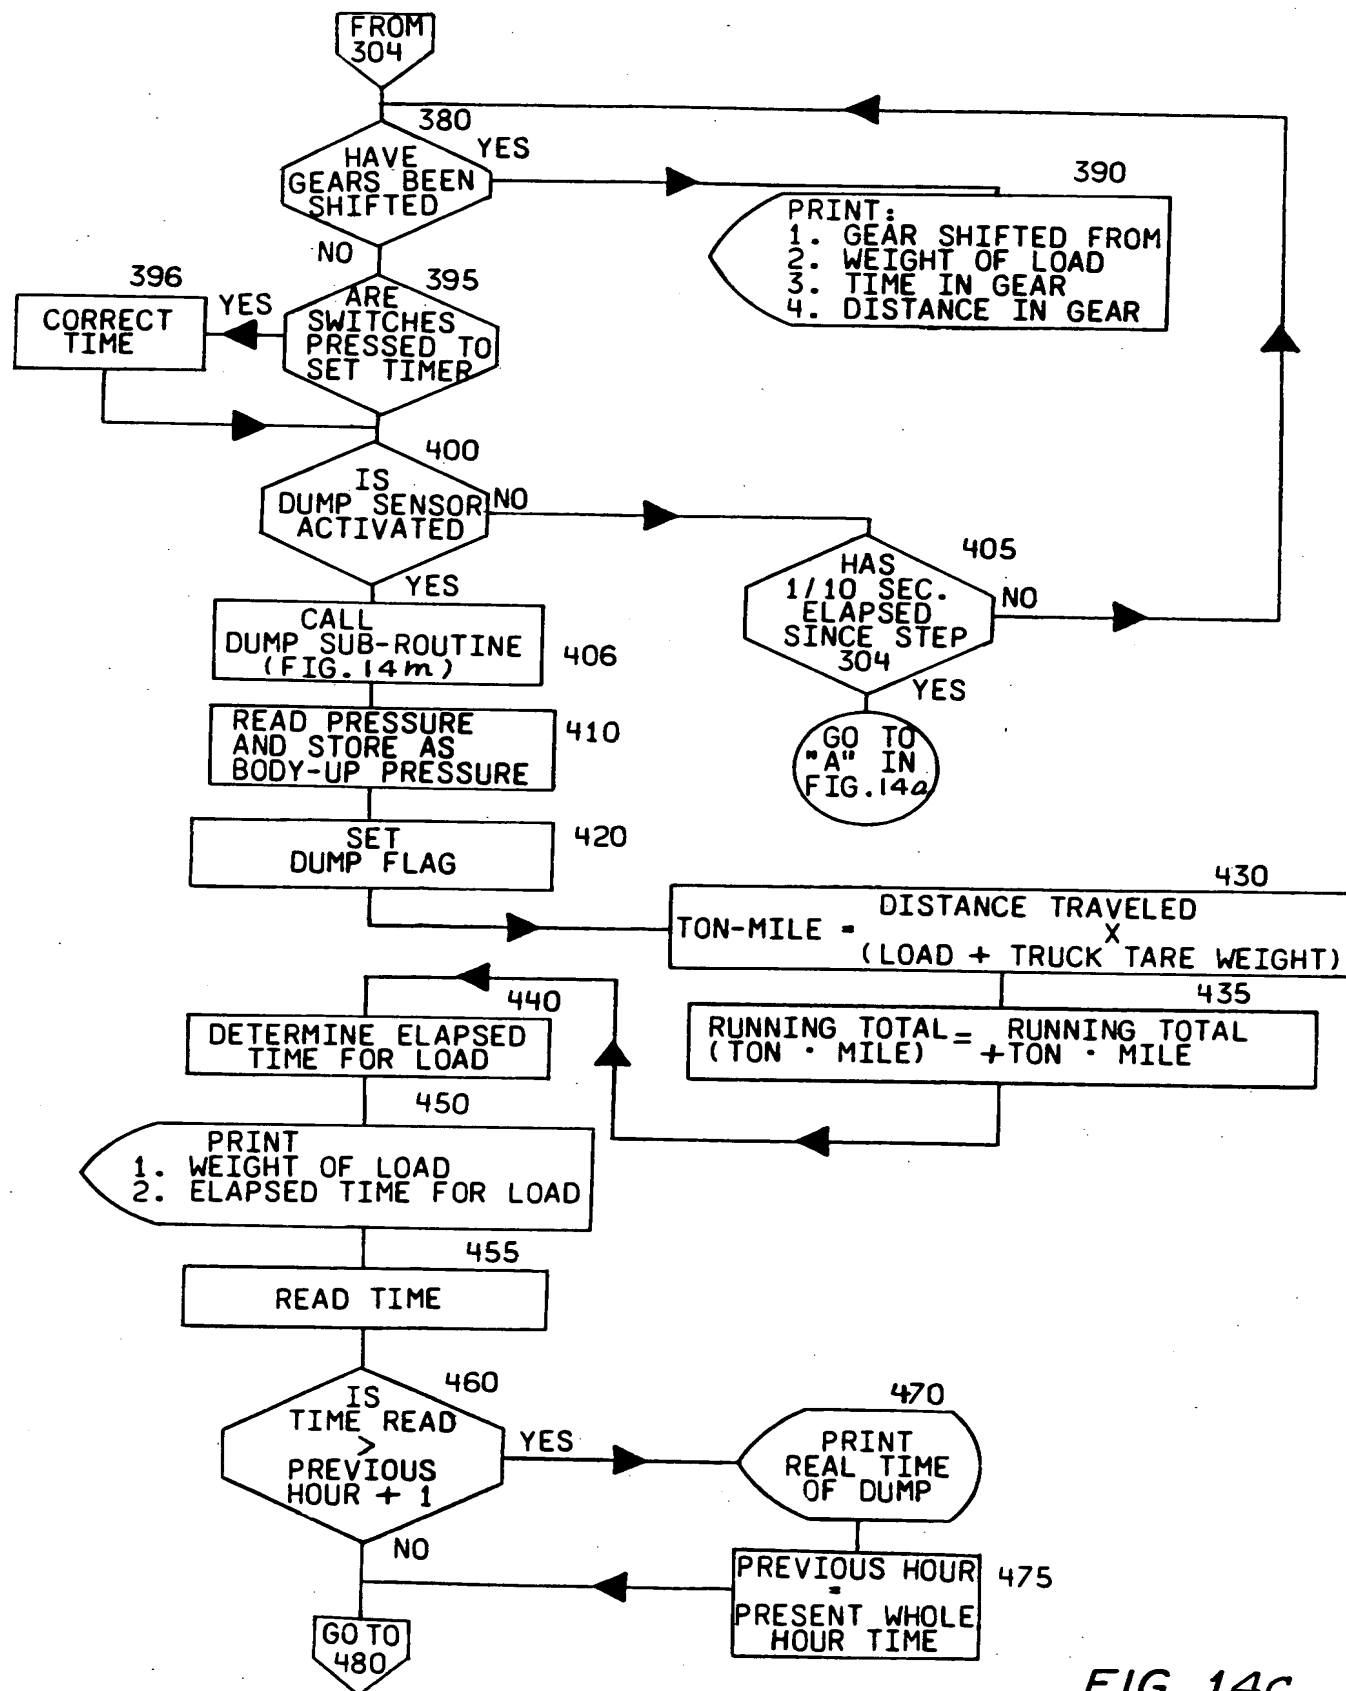 FROM
304
380
HAVE
GEARS BEEN
SHIFTED
YES
NO
390
PRINT:
1. GEAR SHIFTED FROM
2. WEIGHT OF LOAD
3. TIME IN GEAR
4. DISTANCE IN GEAR
395
ARE
SWITCHES
PRESSED TO
SET TIMER
YES
396
CORRECT
TIME
400
IS
DUMP SENSOR
ACTIVATED
NO
YES
405
HAS
1/10 SEC.
ELAPSED
SINCE STEP
304
NO
YES
GO TO
"A" IN
FIG.14a
CALL
DUMP SUB-ROUTINE
(FIG.14m)
406
READ PRESSURE
AND STORE AS
BODY-UP PRESSURE
410
SET
DUMP FLAG
420
430
DISTANCE TRAVELED
TON-MILE = X
(LOAD + TRUCK TARE WEIGHT)
435
RUNNING TOTAL = RUNNING TOTAL
(TON · MILE) +TON · MILE
440
DETERMINE ELAPSED
TIME FOR LOAD
450
PRINT
1. WEIGHT OF LOAD
2. ELAPSED TIME FOR LOAD
455
READ TIME
460
IS
TIME READ
>
PREVIOUS
HOUR + 1
YES
NO
470
PRINT
REAL TIME
OF DUMP
475
PREVIOUS HOUR
=
PRESENT WHOLE
HOUR TIME
GO TO
480
FIG. 14c